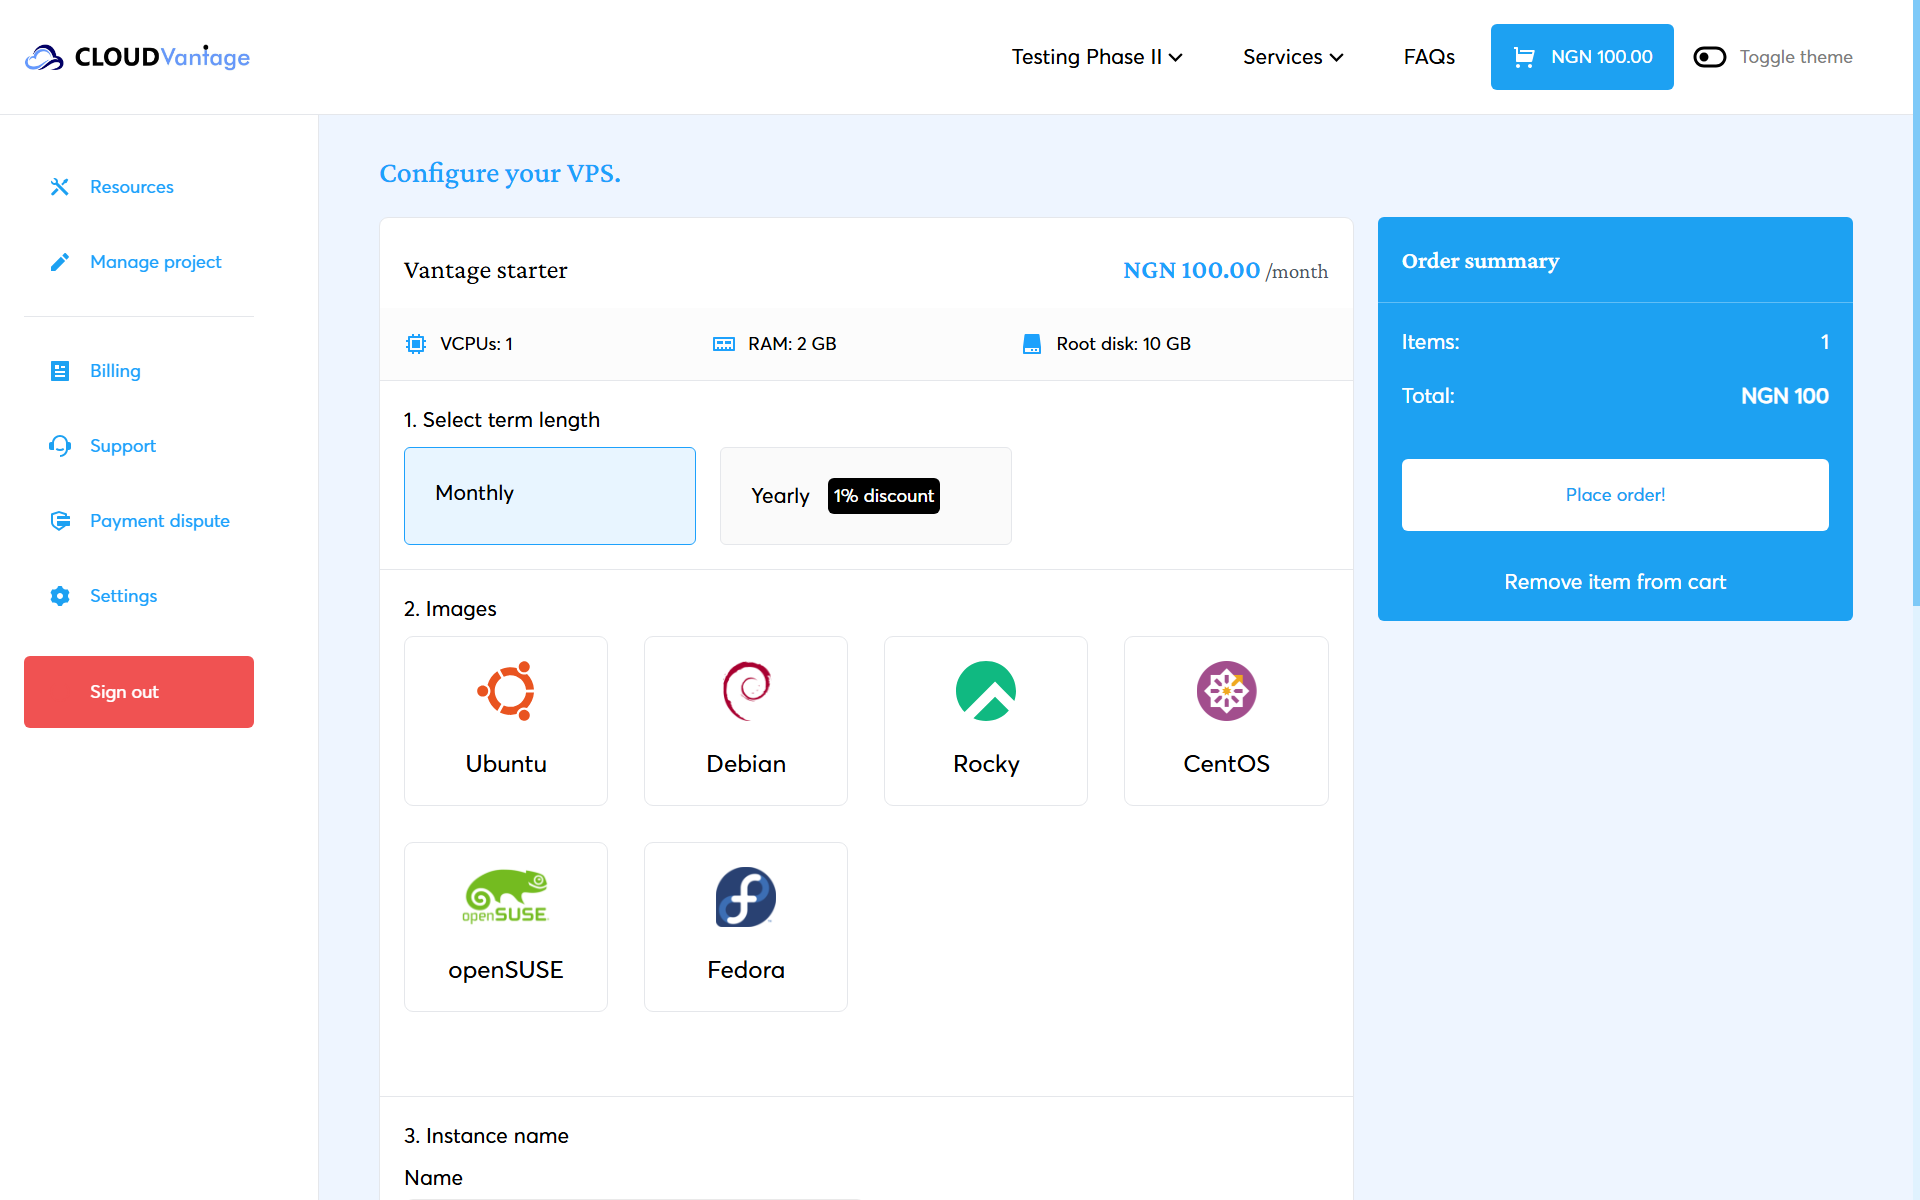 CLOUDVantage
Testing Phase II
Services
FAQs
NGN 100.00
Toggle theme
Resources
Manage project
Billing
Support
Payment dispute
Settings
Sign out
Configure your VPS.
Vantage starter
NGN 100.00 /month
VCPUs: 1
RAM: 2 GB
Root disk: 10 GB
1. Select term length
Monthly
Yearly 1% discount
2. Images
Ubuntu
Debian
Rocky
CentOS
openSUSE
openSUSE
Fedora
3. Instance name
Name
Order summary
Items: 1
Total: NGN 100
Place order!
Remove item from cart